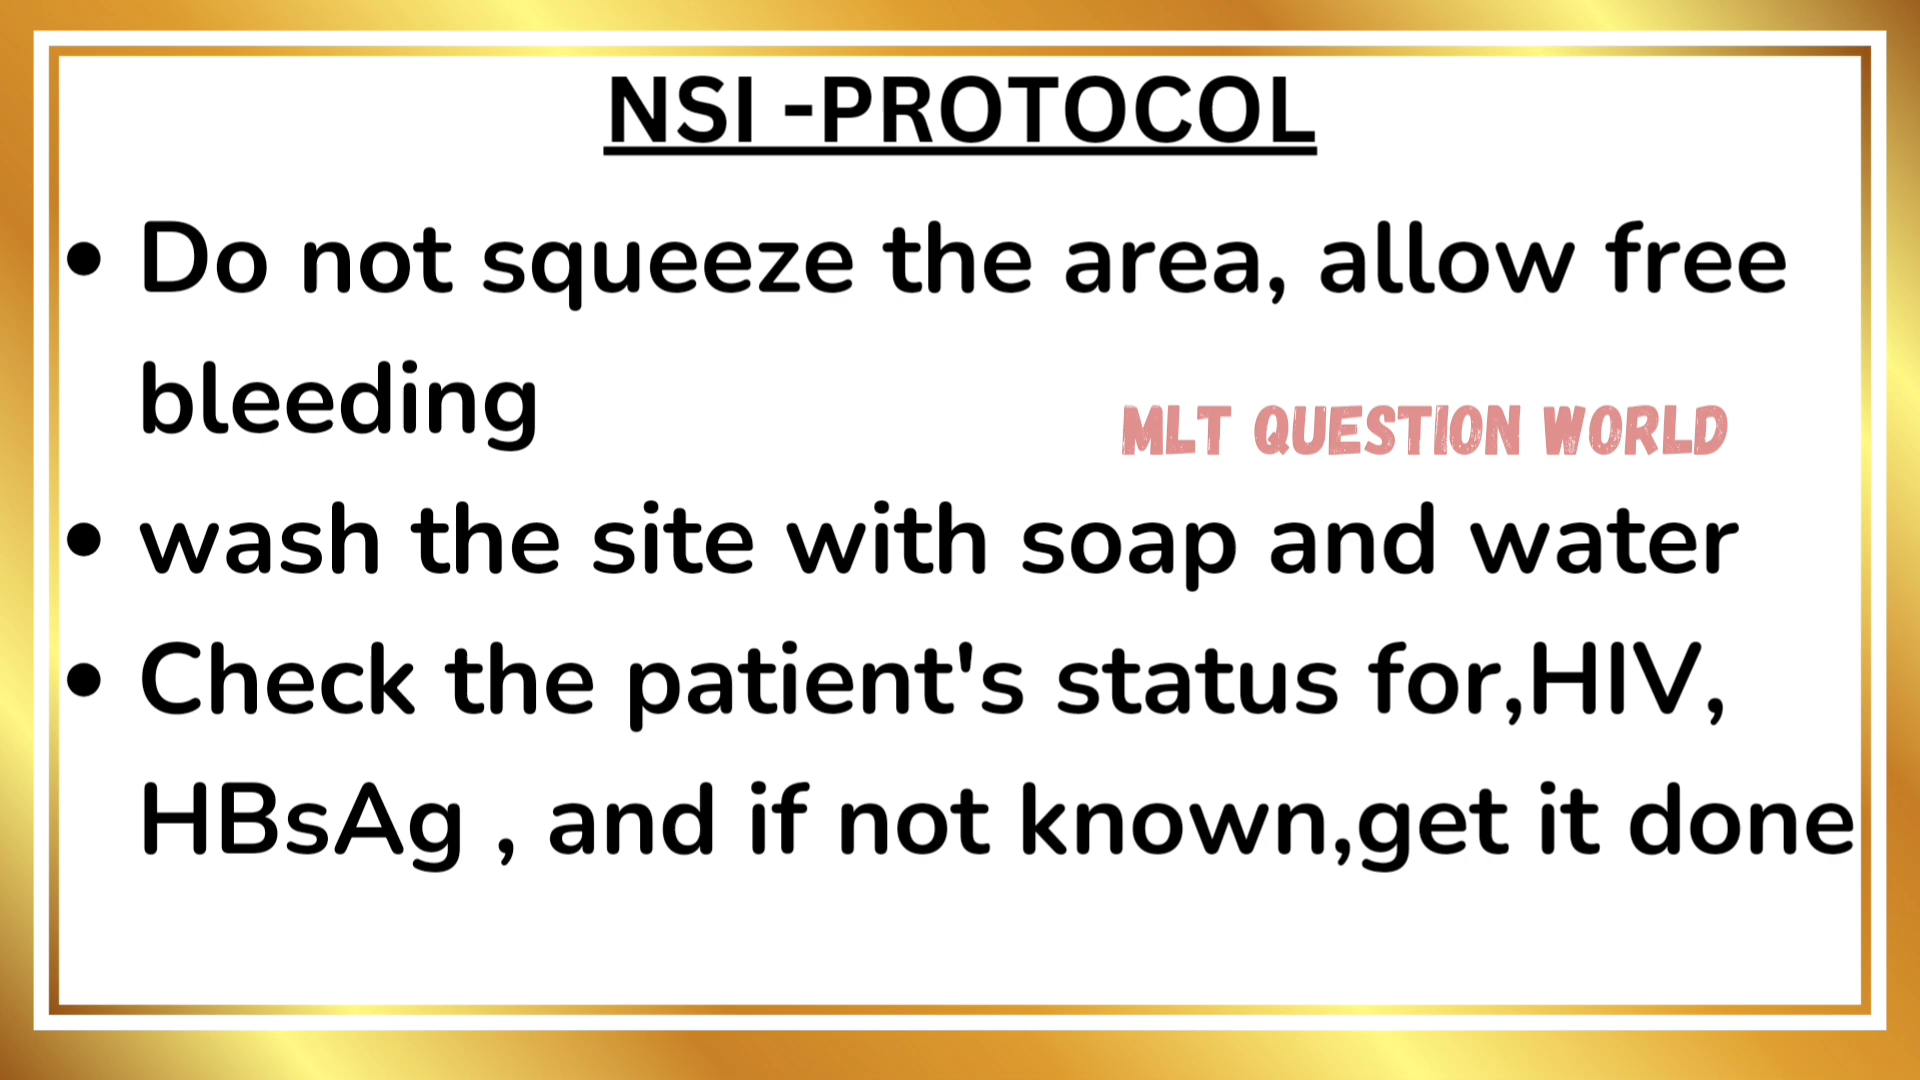 NSI -PROTOCOL
• Do not squeeze the area, allow free
bleeding
MLT QUESTION WORLD
• wash the site with soap and water
• Check the patient's status for,HIV,
HBsAg , and if not known,get it done